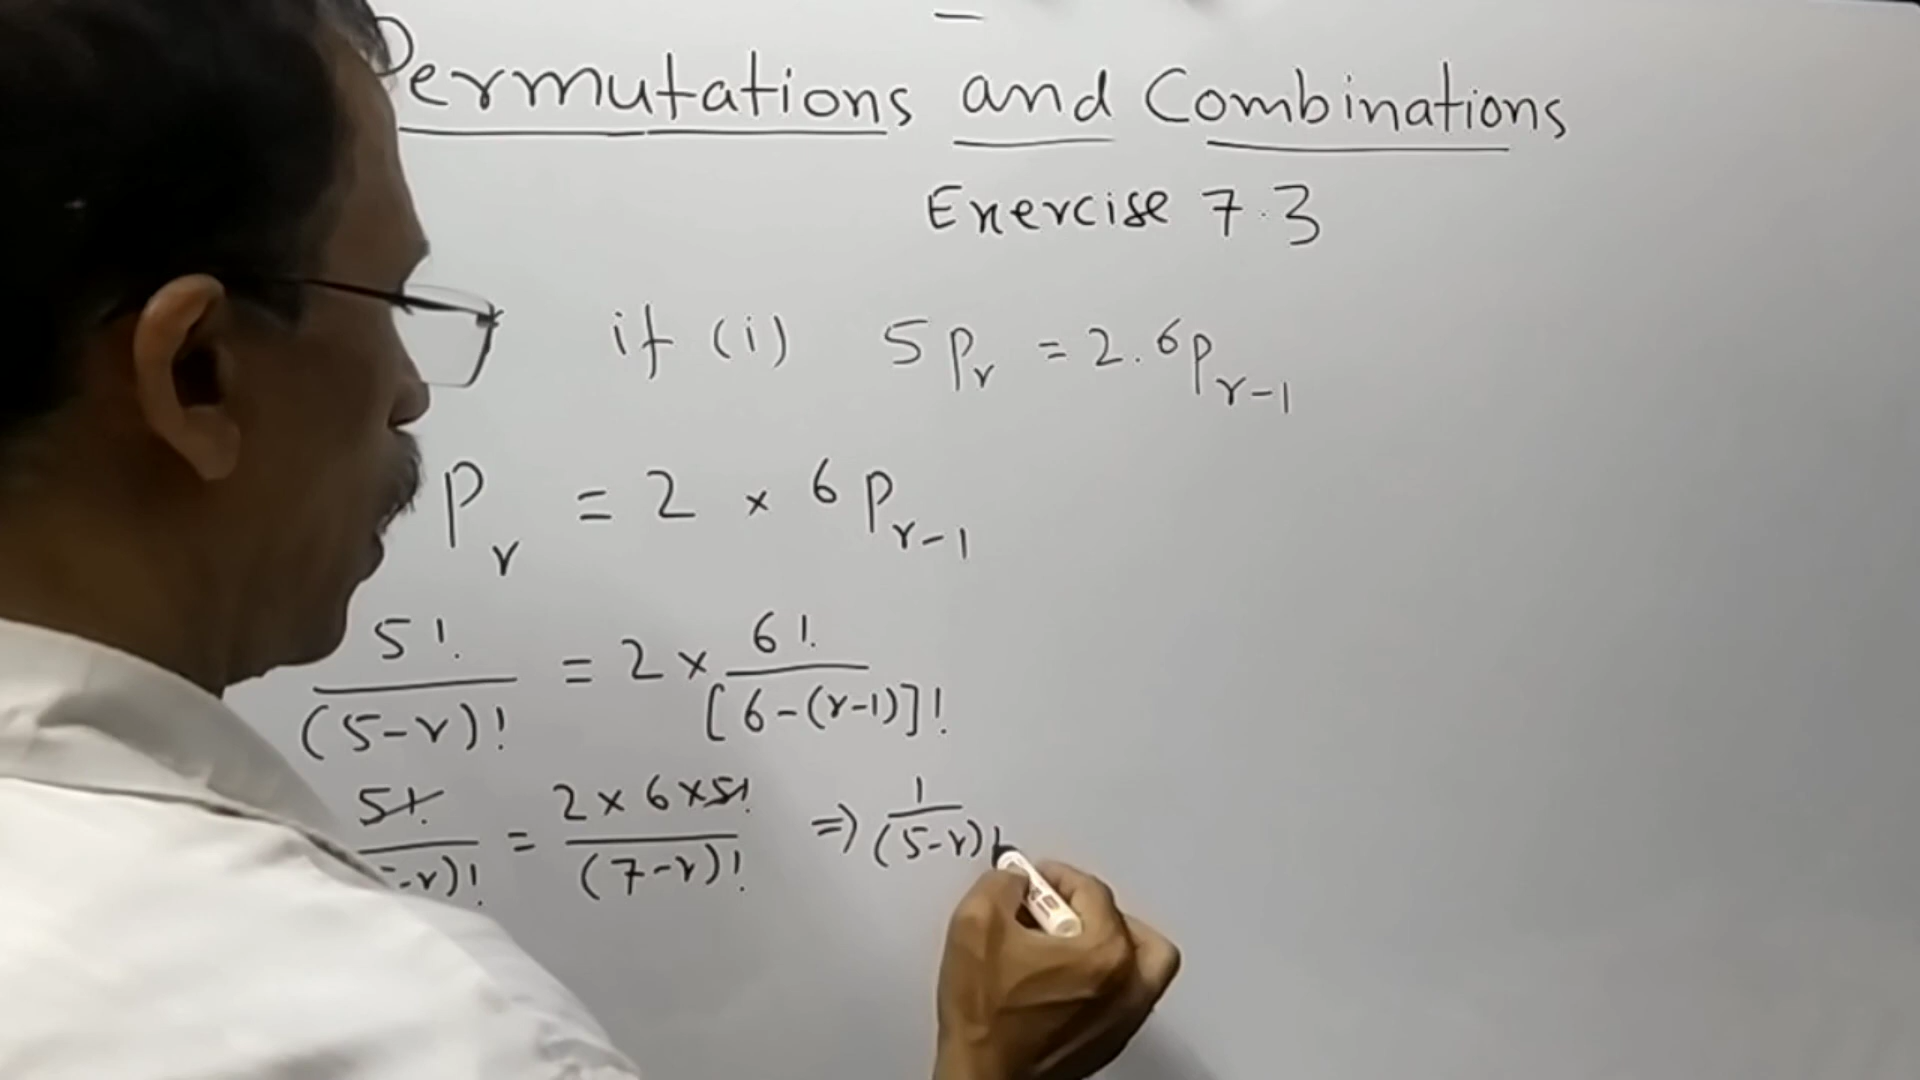 Permutations and Combinations
Exercise 7.3
if (i) 5Pr = 2.6Pr-1
Pr = 2 × 6Pr-1
5!/(5-r)! = 2 × 6!/[6-(r-1)]!
5!/-r)! = 2×6×5!/(7-r)! ⇒ 1/(5-r)!